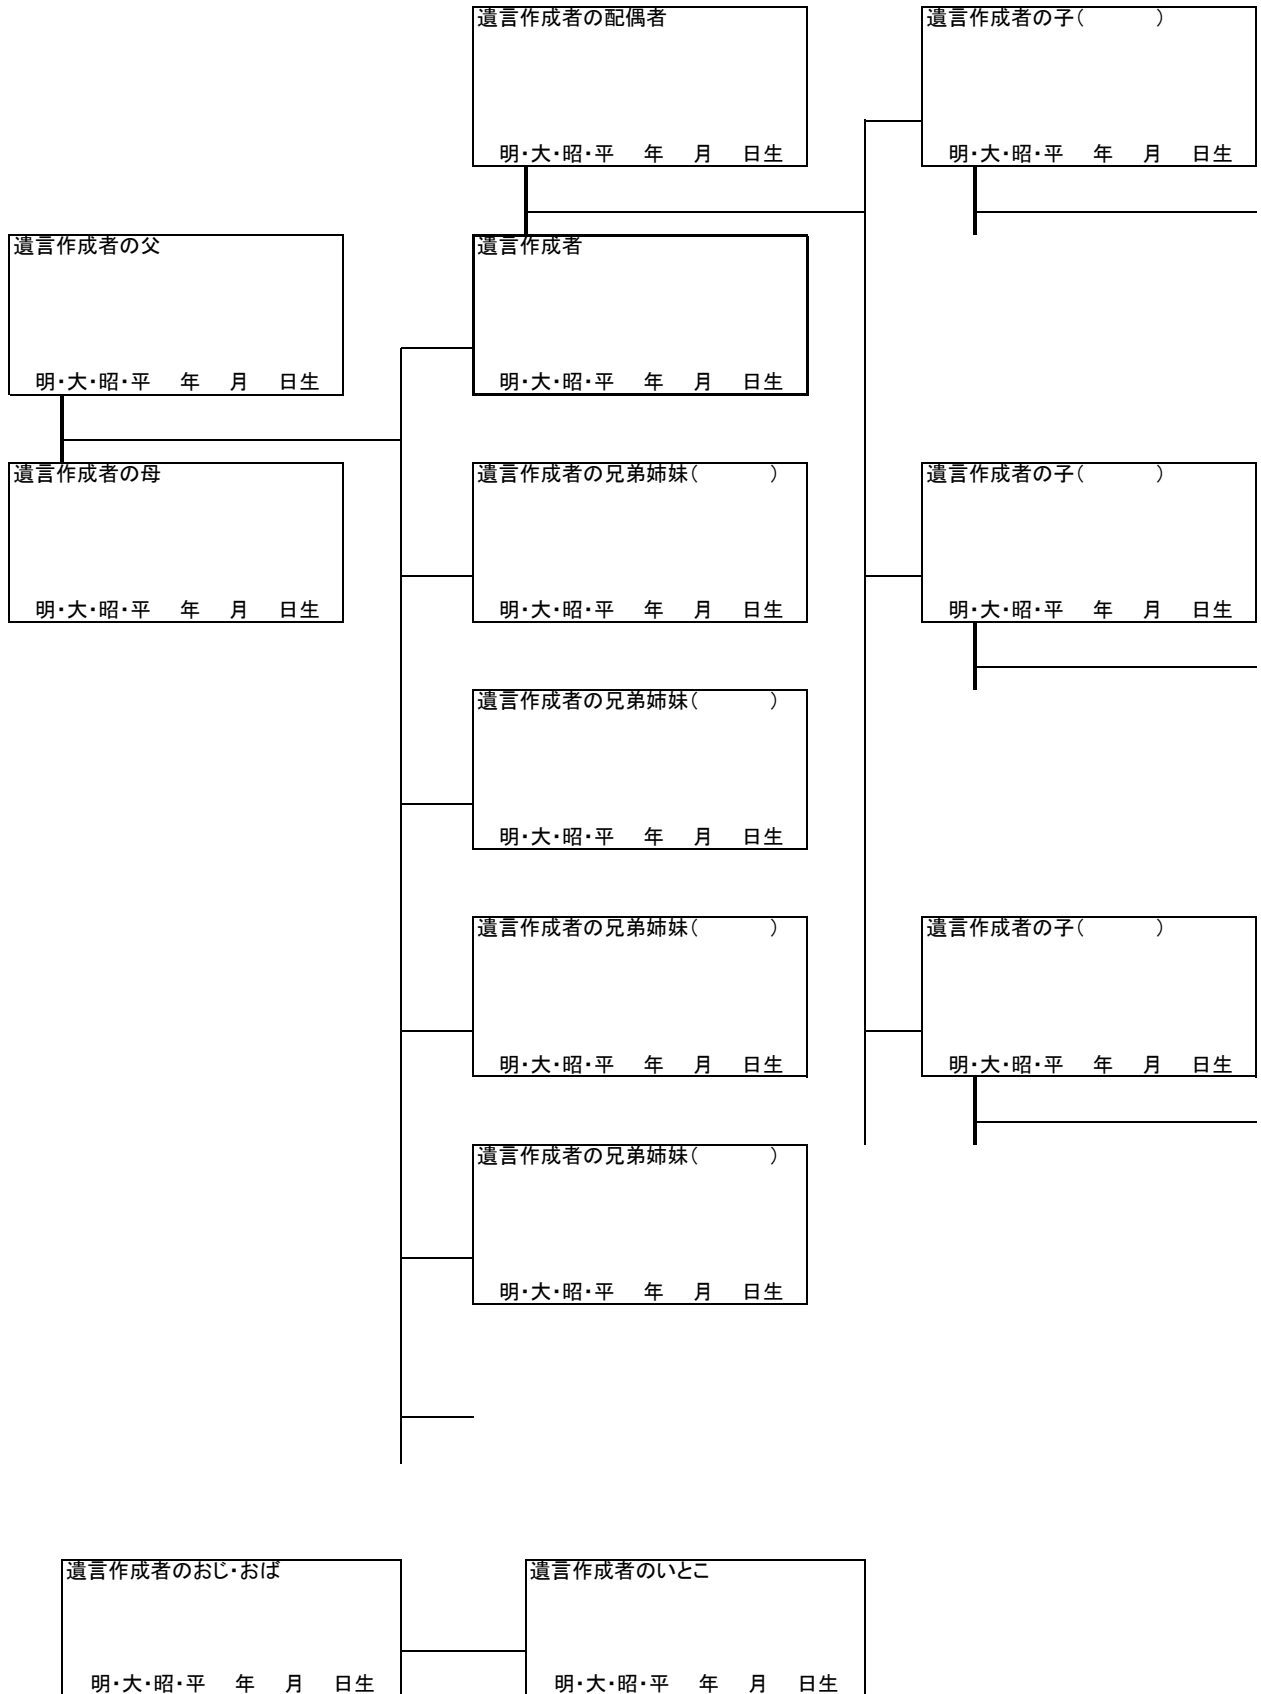 遺言作成者の配偶者
明・大・昭・平 年 月 日生
遺言作成者の子( )
明・大・昭・平 年 月 日生
遺言作成者の父
明・大・昭・平 年 月 日生
遺言作成者
明・大・昭・平 年 月 日生
遺言作成者の母
明・大・昭・平 年 月 日生
遺言作成者の兄弟姉妹( )
明・大・昭・平 年 月 日生
遺言作成者の子( )
明・大・昭・平 年 月 日生
遺言作成者の兄弟姉妹( )
明・大・昭・平 年 月 日生
遺言作成者の兄弟姉妹( )
明・大・昭・平 年 月 日生
遺言作成者の子( )
明・大・昭・平 年 月 日生
遺言作成者の兄弟姉妹( )
明・大・昭・平 年 月 日生
遺言作成者のおじ・おば
明・大・昭・平 年 月 日生
遺言作成者のいとこ
明・大・昭・平 年 月 日生